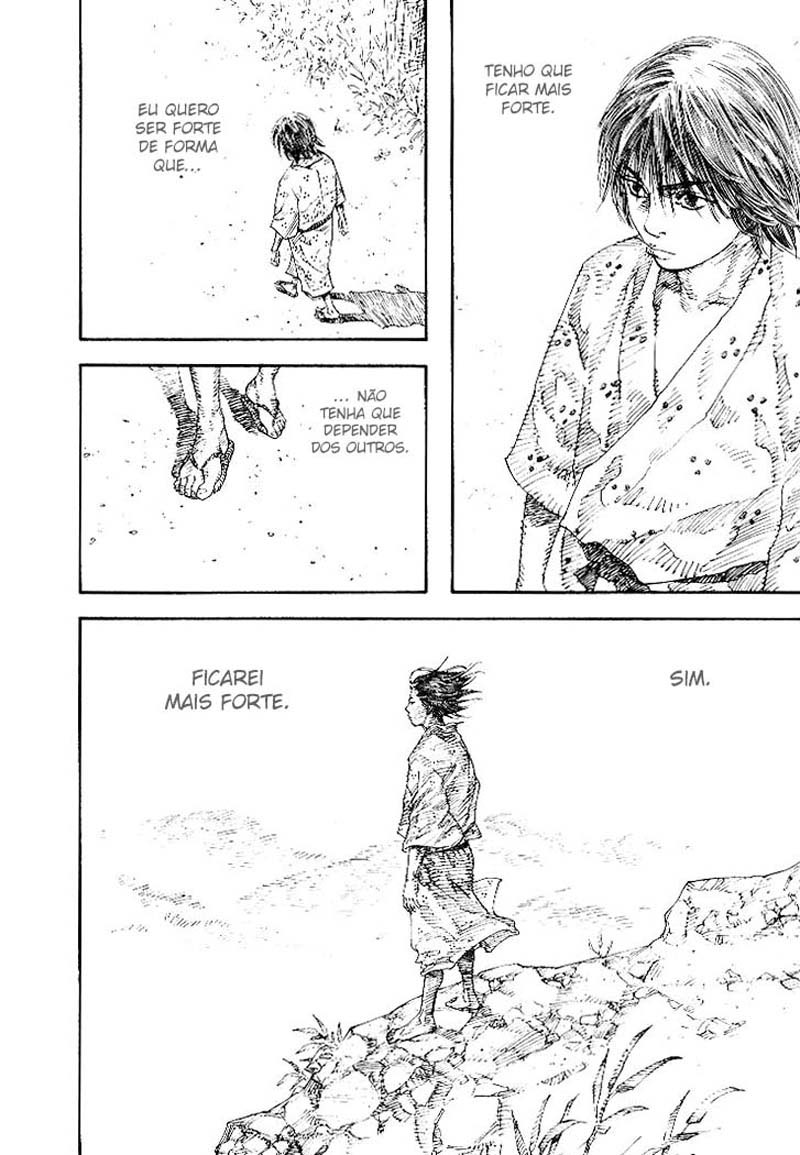 TENHO QUE
FICAR MAIS
FORTE.
EU QUERO
SER FORTE
DE FORMA
QUE...
... NÃO
TENHA QUE
DEPENDER
DOS OUTROS.
SIM.
FICAREI
MAIS FORTE.